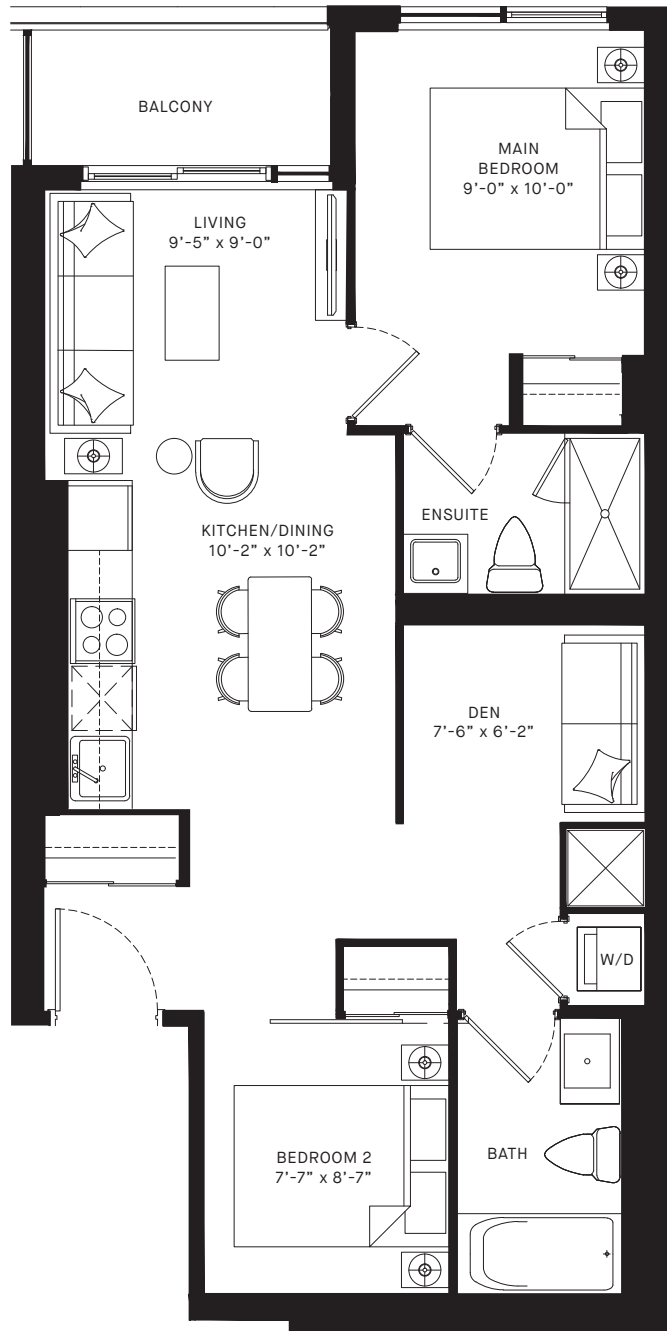 BALCONY
MAIN
BEDROOM
9'-0” x 10'-0”
LIVING
9'-5” x 9'-0”
ENSUITE
KITCHEN/DINING
10'-2” x 10'-2”
DEN
7'-6” x 6'-2”
W/D
BEDROOM 2
7'-7” x 8'-7”
BATH